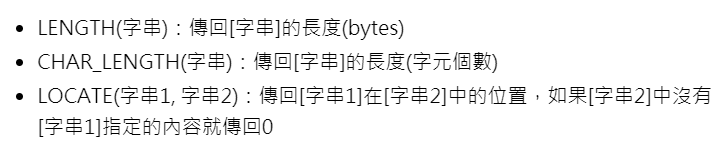 • LENGTH(字串)：傳回[字串]的長度(bytes)
• CHAR_LENGTH(字串)：傳回[字串]的長度(字元個數)
• LOCATE(字串1, 字串2)：傳回[字串1]在[字串2]中的位置，如果[字串2]中沒有
[字串1]指定的內容就傳回0